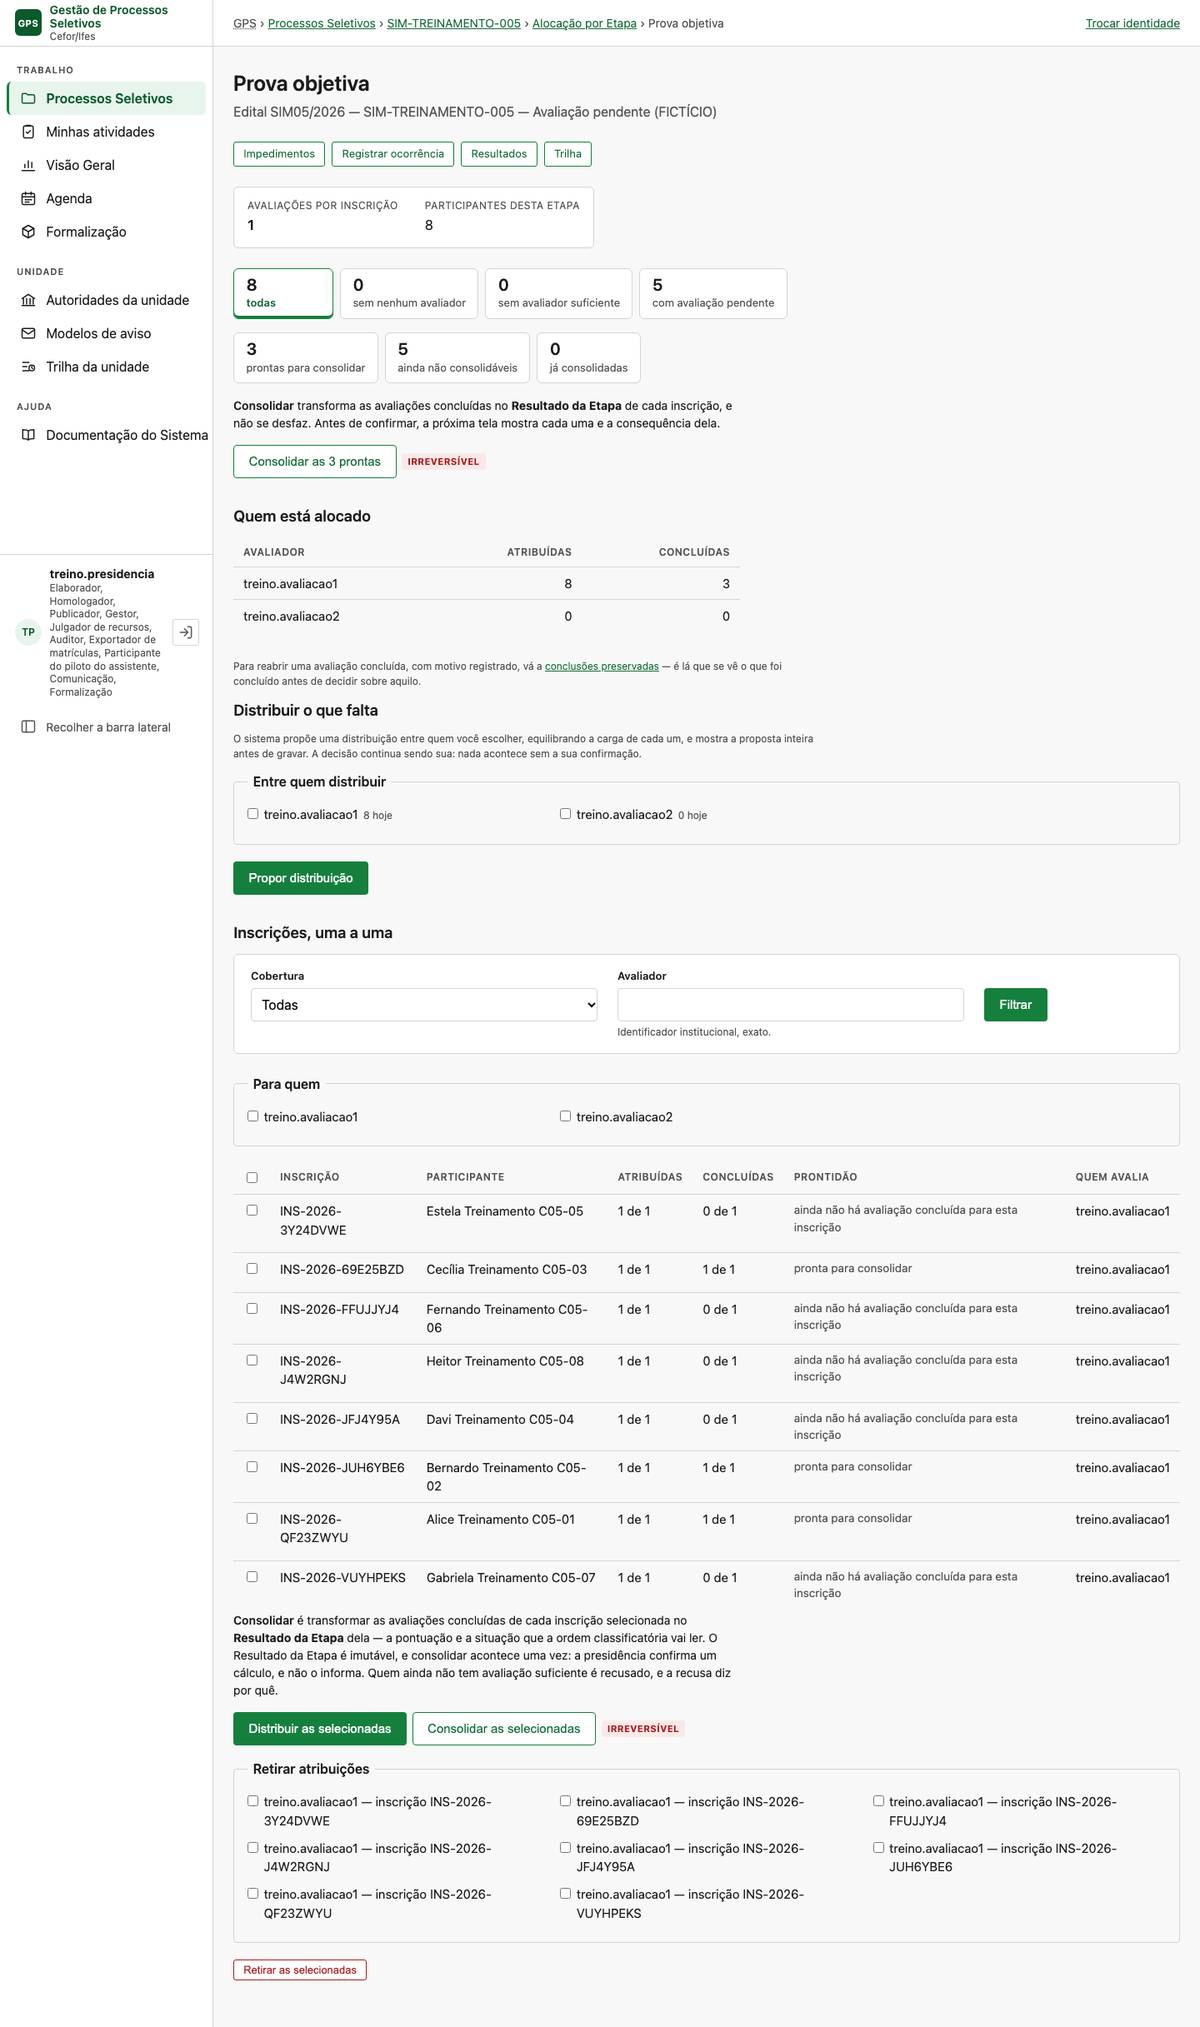 GPS
Gestão de Processos
Seletivos
Cefor/Ifes
GPS › Processos Seletivos › SIM-TREINAMENTO-005 › Alocação por Etapa › Prova objetiva
Trocar identidade
TRABALHO
Processos Seletivos
Minhas atividades
Visão Geral
Agenda
Formalização
UNIDADE
Autoridades da unidade
Modelos de aviso
Trilha da unidade
AJUDA
Documentação do Sistema
TP
treino.presidencia
Elaborador,
Homologador,
Publicador, Gestor,
Julgador de recursos,
Auditor, Exportador de
matrículas, Participante
do piloto do assistente,
Comunicação,
Formalização
Recolher a barra lateral
Prova objetiva
Edital SIM05/2026 — SIM-TREINAMENTO-005 — Avaliação pendente (FICTÍCIO)
Impedimentos
Registrar ocorrência
Resultados
Trilha
AVALIAÇÕES POR INSCRIÇÃO
1
PARTICIPANTES DESTA ETAPA
8
8
todas
0
sem nenhum avaliador
0
sem avaliador suficiente
5
com avaliação pendente
3
prontas para consolidar
5
ainda não consolidáveis
0
já consolidadas
Consolidar transforma as avaliações concluídas no Resultado da Etapa de cada inscrição, e
não se desfaz. Antes de confirmar, a próxima tela mostra cada uma e a consequência dela.
Consolidar as 3 prontas
IRREVERSÍVEL
Quem está alocado
AVALIADOR ATRIBUÍDAS CONCLUÍDAS
treino.avaliacao1 8 3
treino.avaliacao2 0 0
Para reabrir uma avaliação concluída, com motivo registrado, vá a conclusões preservadas — é lá que se vê o que foi
concluído antes de decidir sobre aquilo.
Distribuir o que falta
O sistema propõe uma distribuição entre quem você escolher, equilibrando a carga de cada um, e mostra a proposta inteira
antes de gravar. A decisão continua sendo sua: nada acontece sem a sua confirmação.
Entre quem distribuir
treino.avaliacao1 8 hoje
treino.avaliacao2 0 hoje
Propor distribuição
Inscrições, uma a uma
Cobertura
Todas
Avaliador
Identificador institucional, exato.
Filtrar
Para quem
treino.avaliacao1
treino.avaliacao2
INSCRIÇÃO PARTICIPANTE ATRIBUÍDAS CONCLUÍDAS PRONTIDÃO QUEM AVALIA
INS-2026- Estela Treinamento C05-05 1 de 1 0 de 1 ainda não há avaliação concluída para esta treino.avaliacao1
3Y24DVWE inscrição
INS-2026-69E25BZD Cecília Treinamento C05-03 1 de 1 1 de 1 pronta para consolidar treino.avaliacao1
INS-2026-FFUJJYJ4 Fernando Treinamento C05- 1 de 1 0 de 1 ainda não há avaliação concluída para esta treino.avaliacao1
06 inscrição
INS-2026- Heitor Treinamento C05-08 1 de 1 0 de 1 ainda não há avaliação concluída para esta treino.avaliacao1
J4W2RGNJ inscrição
INS-2026-JFJ4Y95A Davi Treinamento C05-04 1 de 1 0 de 1 ainda não há avaliação concluída para esta treino.avaliacao1
inscrição
INS-2026-JUH6YBE6 Bernardo Treinamento C05- 1 de 1 1 de 1 pronta para consolidar treino.avaliacao1
02
INS-2026- Alice Treinamento C05-01 1 de 1 1 de 1 pronta para consolidar treino.avaliacao1
QF23ZWYU
INS-2026-VUYHPEKS Gabriela Treinamento C05-07 1 de 1 0 de 1 ainda não há avaliação concluída para esta treino.avaliacao1
inscrição
Consolidar é transformar as avaliações concluídas de cada inscrição selecionada no
Resultado da Etapa dela — a pontuação e a situação que a ordem classificatória vai ler. O
Resultado da Etapa é imutável, e consolidar acontece uma vez: a presidência confirma um
cálculo, e não o informa. Quem ainda não tem avaliação suficiente é recusado, e a recusa diz
por quê.
Distribuir as selecionadas
Consolidar as selecionadas
IRREVERSÍVEL
Retirar atribuições
treino.avaliacao1 — inscrição INS-2026-
3Y24DVWE
treino.avaliacao1 — inscrição INS-2026-
69E25BZD
treino.avaliacao1 — inscrição INS-2026-
FFUJJYJ4
treino.avaliacao1 — inscrição INS-2026-
J4W2RGNJ
treino.avaliacao1 — inscrição INS-2026-
JFJ4Y95A
treino.avaliacao1 — inscrição INS-2026-
JUH6YBE6
treino.avaliacao1 — inscrição INS-2026-
QF23ZWYU
treino.avaliacao1 — inscrição INS-2026-
VUYHPEKS
Retirar as selecionadas